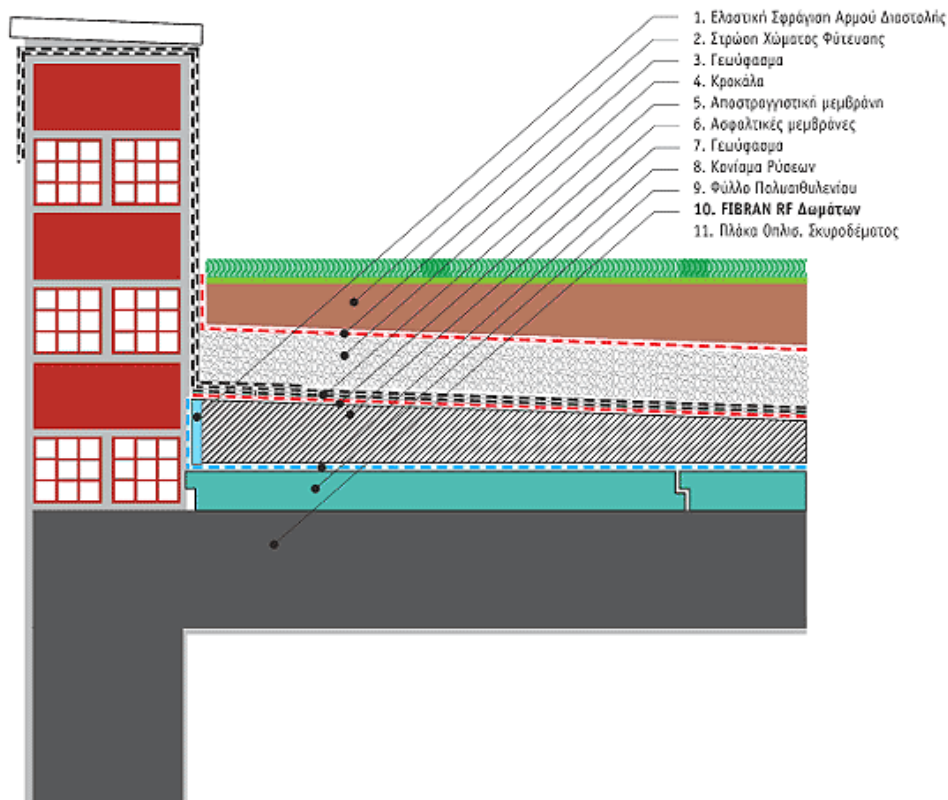 1. Ελαστική Σφράγιση Αρμού Διαστολής
2. Στρώση Χώματος Φύτευσης
3. Γεωύφασμα
4. Κροκάλα
5. Αποστραγγιστική μεμβράνη
6. Ασφαλτικές μεμβράνες
7. Γεωύφασμα
8. Κονίαμα Ρύσεων
9. Φύλλο Πολυαιθυλενίου
10. FIBRAN RF Δωμάτων
11. Πλάκα Οπλισ. Σκυροδέματος